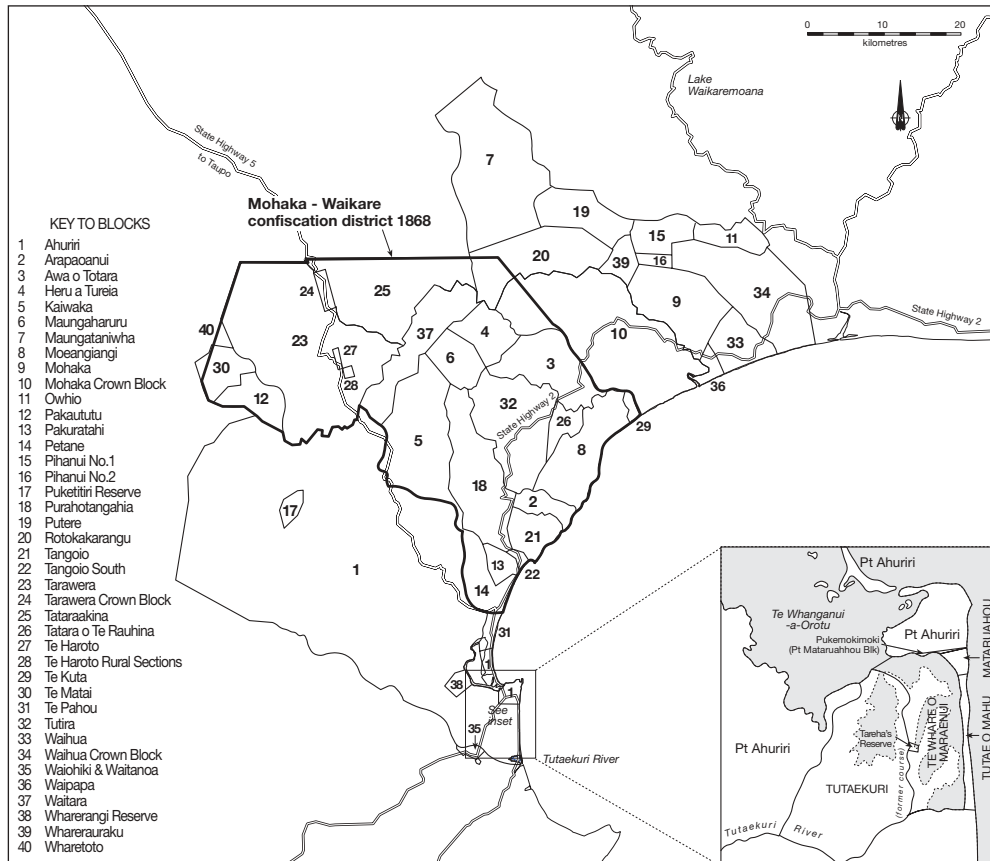 0 10 20
kilometres
Lake
Waikaremoana
State Highway 5
to Taupo
Mohaka - Waikare
confiscation district 1868
KEY TO BLOCKS
1 Ahuriri
2 Arapaoanui
3 Awa o Totara
4 Heru a Tureia
5 Kaiwaka
6 Maungaharuru
7 Maungataniwha
8 Moeangiangi
9 Mohaka
10 Mohaka Crown Block
11 Owhio
12 Pakaututu
13 Pakuratahi
14 Petane
15 Pihanui No.1
16 Pihanui No.2
17 Puketitiri Reserve
18 Purahotangahia
19 Putere
20 Rotokakarangu
21 Tangoio
22 Tangoio South
23 Tarawera
24 Tarawera Crown Block
25 Tataraakina
26 Tatara o Te Rauhina
27 Te Haroto
28 Te Haroto Rural Sections
29 Te Kuta
30 Te Matai
31 Te Pahou
32 Tutira
33 Waihua
34 Waihua Crown Block
35 Waiohiki & Waitanoa
36 Waipapa
37 Waitara
38 Wharerangi Reserve
39 Wharerauraku
40 Wharetoto
7
19
15
11
20
39
16
24
25
9
34
State Highway 2
40
23
37
4
10
27
6
3
33
30
28
36
12
32
State Highway 2
26
29
5
8
18
2
17
21
13
1
22
14
31
1
38
1
See
inset
35
Tutaekuri River
Pt Ahuriri
Te Whanganui
-a-Orotu
Pt Ahuriri
Pukemokimoki
(Pt Mataruahhou Blk)
MATARUAHOU
Tareha's
Reserve
TE WHARE O
MARAENUI
TUTAE O MAHU
Pt Ahuriri
TUTAEKURI
(former course)
Tutaekuri River